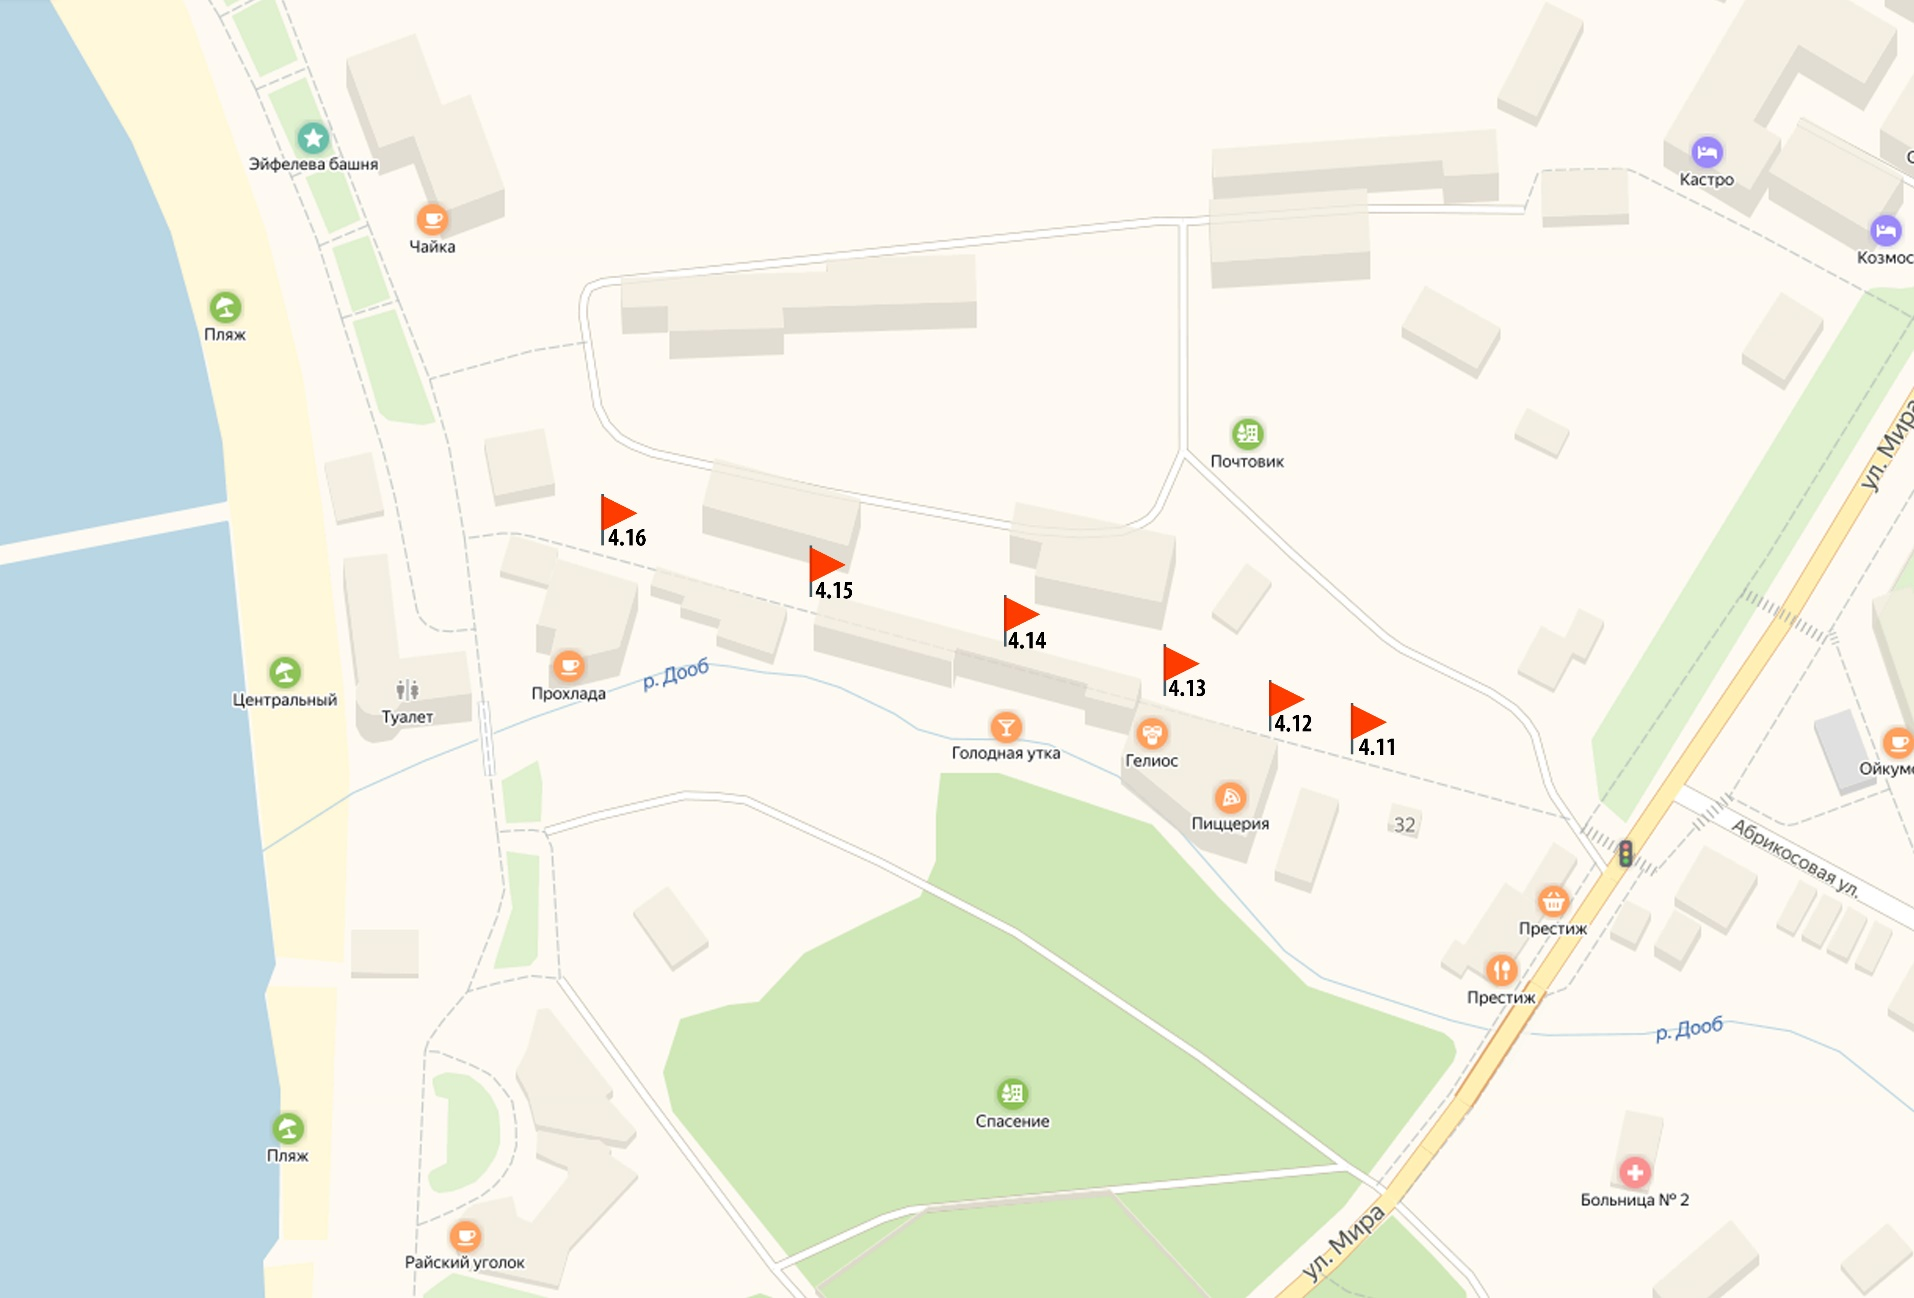 Эйфелева башня
Кастро
Чайка
Козмос
Пляж
ул. Мира
Почтовик
4.16
4.15
4.14
4.13
4.12
4.11
р. Дооб
Прохлада
Центральный
Туалет
Голодная утка
Гелиос
Пиццерия
32
Ойкуме
Абрикосовая ул.
Престиж
Престиж
р. Дооб
Спасение
Пляж
Больница № 2
ул. Мира
Райский уголок